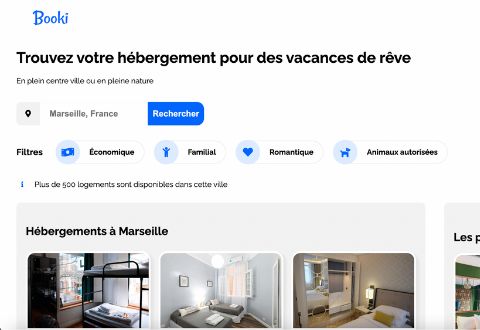 Booki
Trouvez votre hébergement pour des vacances de rêve
En plein centre ville ou en pleine nature
Marseille, France
Rechercher
Filtres
Économique
Familial
Romantique
Animaux autorisées
Plus de 500 logements sont disponibles dans cette ville
Hébergements à Marseille
Les p